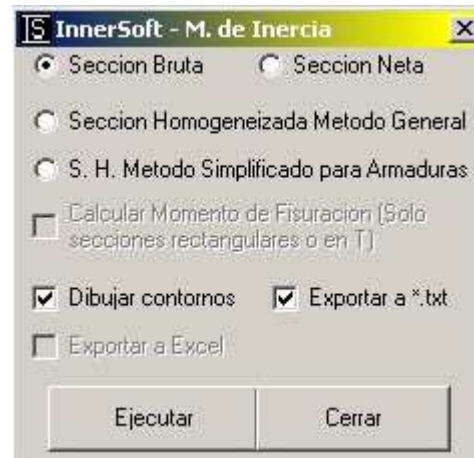 InnerSoft - M. de Inercia
Seccion Bruta Seccion Neta
Seccion Homogeneizada Metodo General
S. H. Metodo Simplificado para Armaduras
Calcular Momento de Fisuracion (Solo
secciones rectangulares o en T)
Dibujar contornos Exportar a *.txt
Exportar a Excel
Ejecutar Cerrar